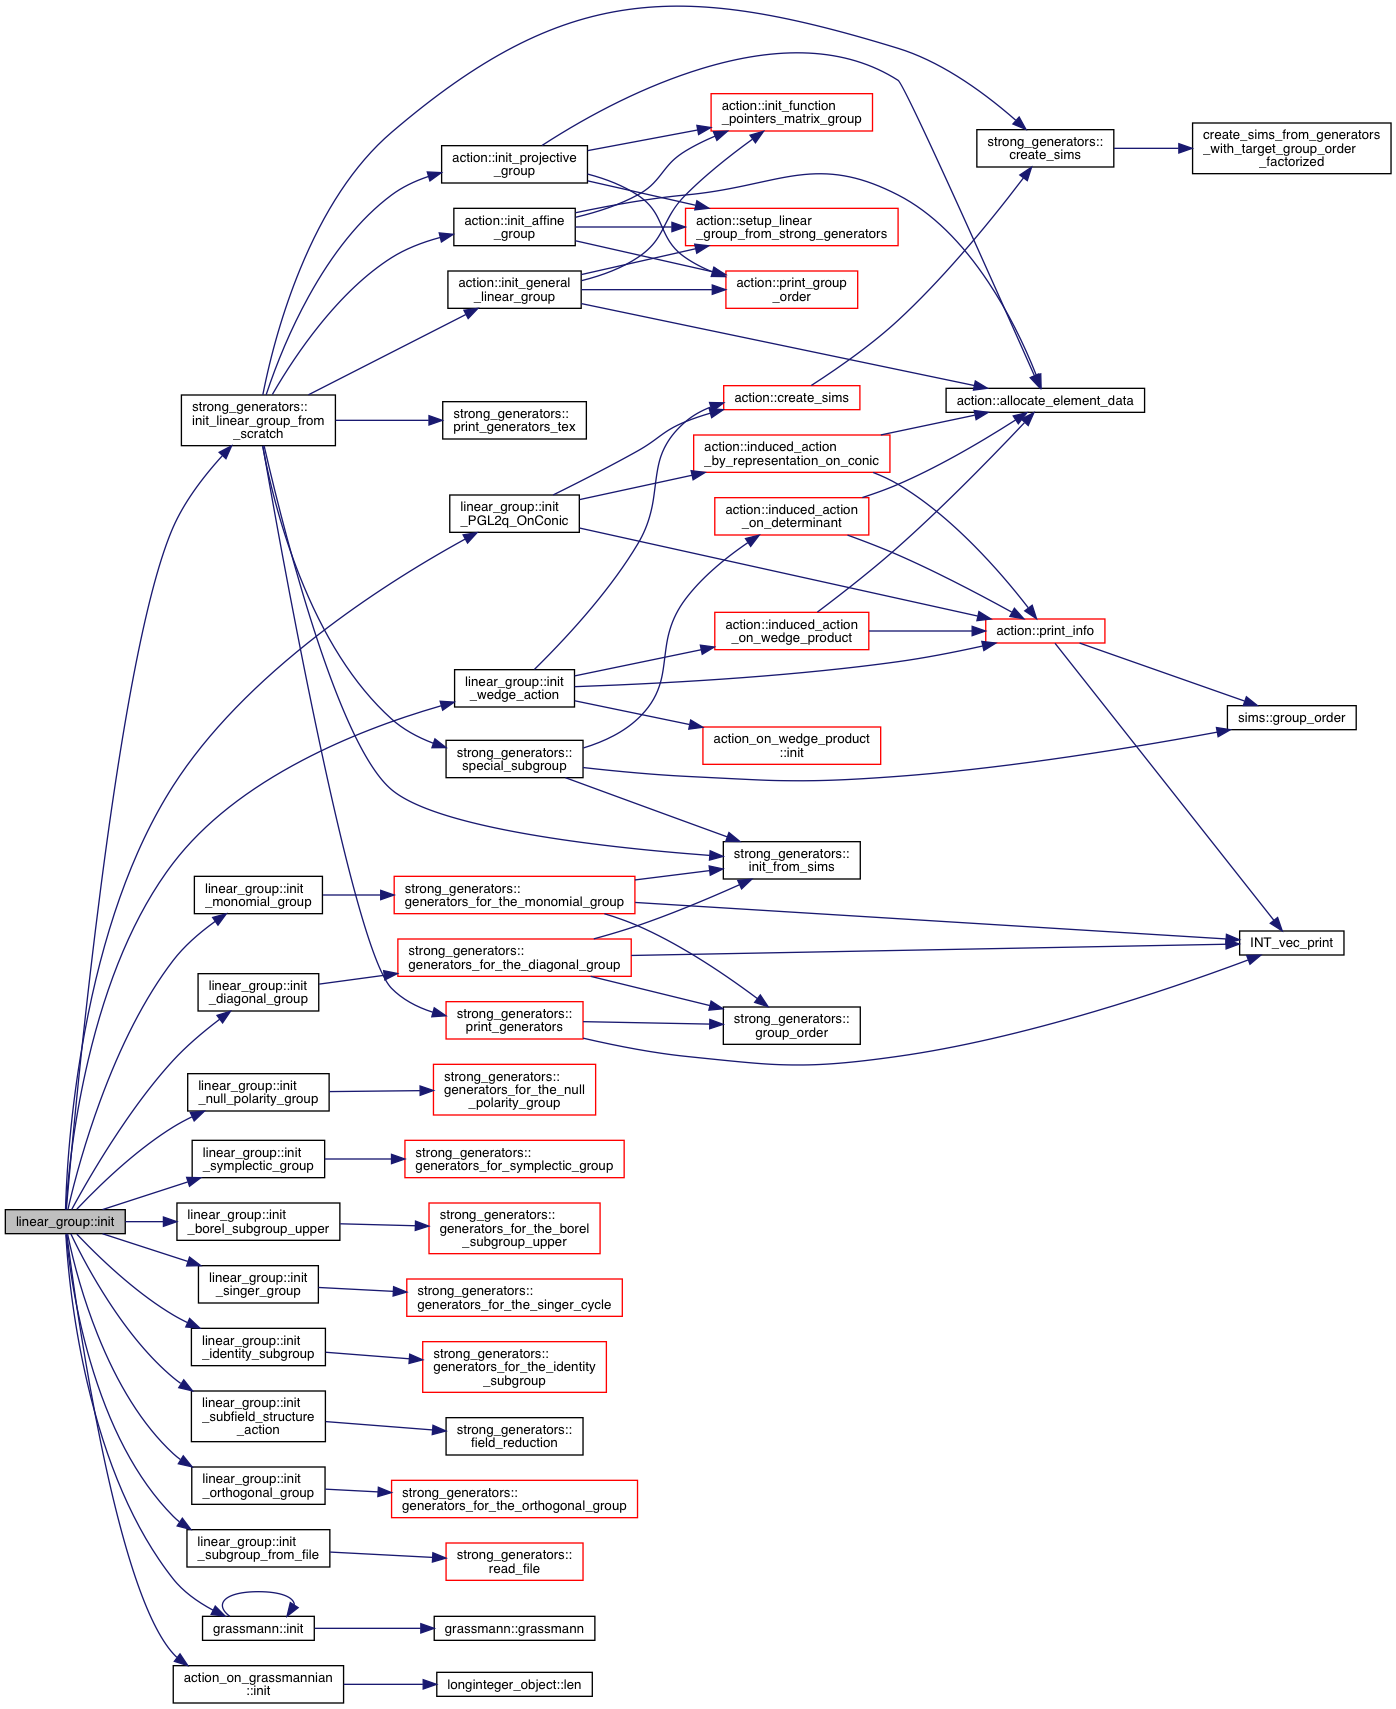 action::init_function
_pointers_matrix_group
strong_generators::
create_sims
create_sims_from_generators
_with_target_group_order
_factorized
action::init_projective
_group
action::init_affine
_group
action::setup_linear
_group_from_strong_generators
action::init_general
_linear_group
action::print_group
_order
strong_generators::
init_linear_group_from
_scratch
strong_generators::
print_generators_tex
action::create_sims
action::allocate_element_data
action::induced_action
_by_representation_on_conic
linear_group::init
_PGL2q_OnConic
action::induced_action
_on_determinant
action::induced_action
_on_wedge_product
action::print_info
linear_group::init
_wedge_action
action_on_wedge_product
::init
sims::group_order
strong_generators::
special_subgroup
strong_generators::
init_from_sims
linear_group::init
_monomial_group
strong_generators::
generators_for_the_monomial_group
INT_vec_print
strong_generators::
generators_for_the_diagonal_group
linear_group::init
_diagonal_group
strong_generators::
print_generators
strong_generators::
group_order
linear_group::init
_null_polarity_group
strong_generators::
generators_for_the_null
_polarity_group
linear_group::init
_symplectic_group
strong_generators::
generators_for_symplectic_group
linear_group::init
linear_group::init
_borel_subgroup_upper
strong_generators::
generators_for_the_borel
_subgroup_upper
linear_group::init
_singer_group
strong_generators::
generators_for_the_singer_cycle
linear_group::init
_identity_subgroup
strong_generators::
generators_for_the_identity
_subgroup
linear_group::init
_subfield_structure
_action
strong_generators::
field_reduction
linear_group::init
_orthogonal_group
strong_generators::
generators_for_the_orthogonal_group
linear_group::init
_subgroup_from_file
strong_generators::
read_file
grassmann::init
grassmann::grassmann
action_on_grassmannian
::init
longinteger_object::len